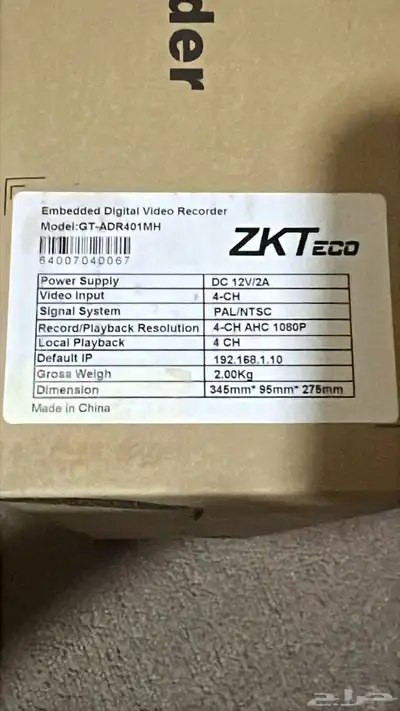 der
Embedded Digital Video Recorder
Model:GT-ADR401MH
ZKTECO
64007040067
Power Supply DC 12V/2A
Video Input 4-CH
Signal System PAL/NTSC
Record/Playback Resolution 4-CH AHC 1080P
Local Playback 4 CH
Default IP 192.168.1.10
Gross Weigh 2.00Kg
Dimension 345mm* 95mm* 275mm
Made in China
حراج